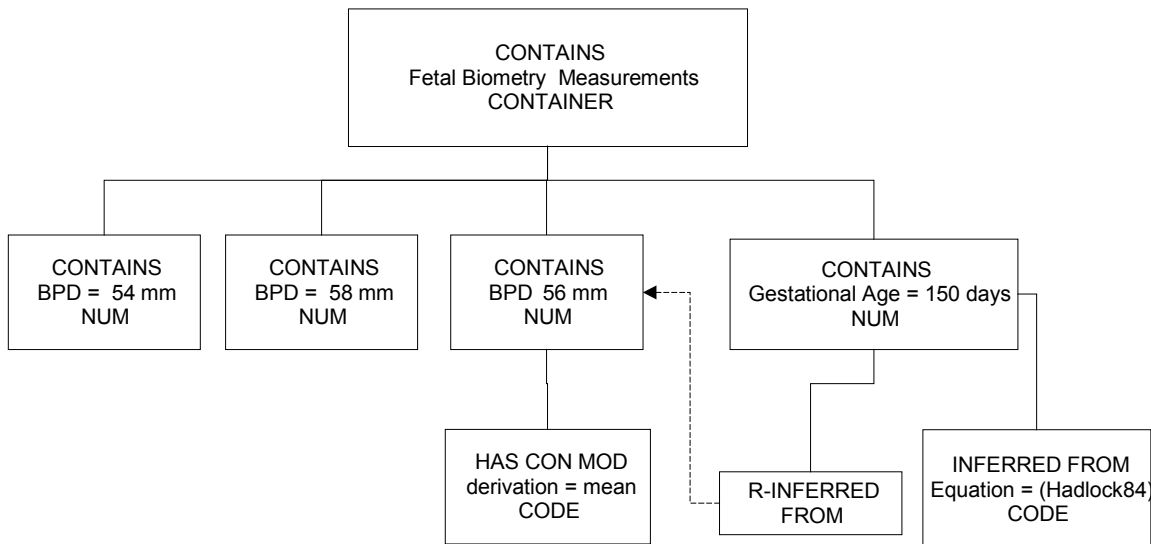 CONTAINS
Fetal Biometry Measurements
CONTAINER
CONTAINS
BPD = 54 mm
NUM
CONTAINS
BPD = 58 mm
NUM
CONTAINS
BPD 56 mm
NUM
CONTAINS
Gestational Age = 150 days
NUM
HAS CON MOD
derivation = mean
CODE
R-INFERRED
FROM
INFERRED FROM
Equation = (Hadlock84)
CODE